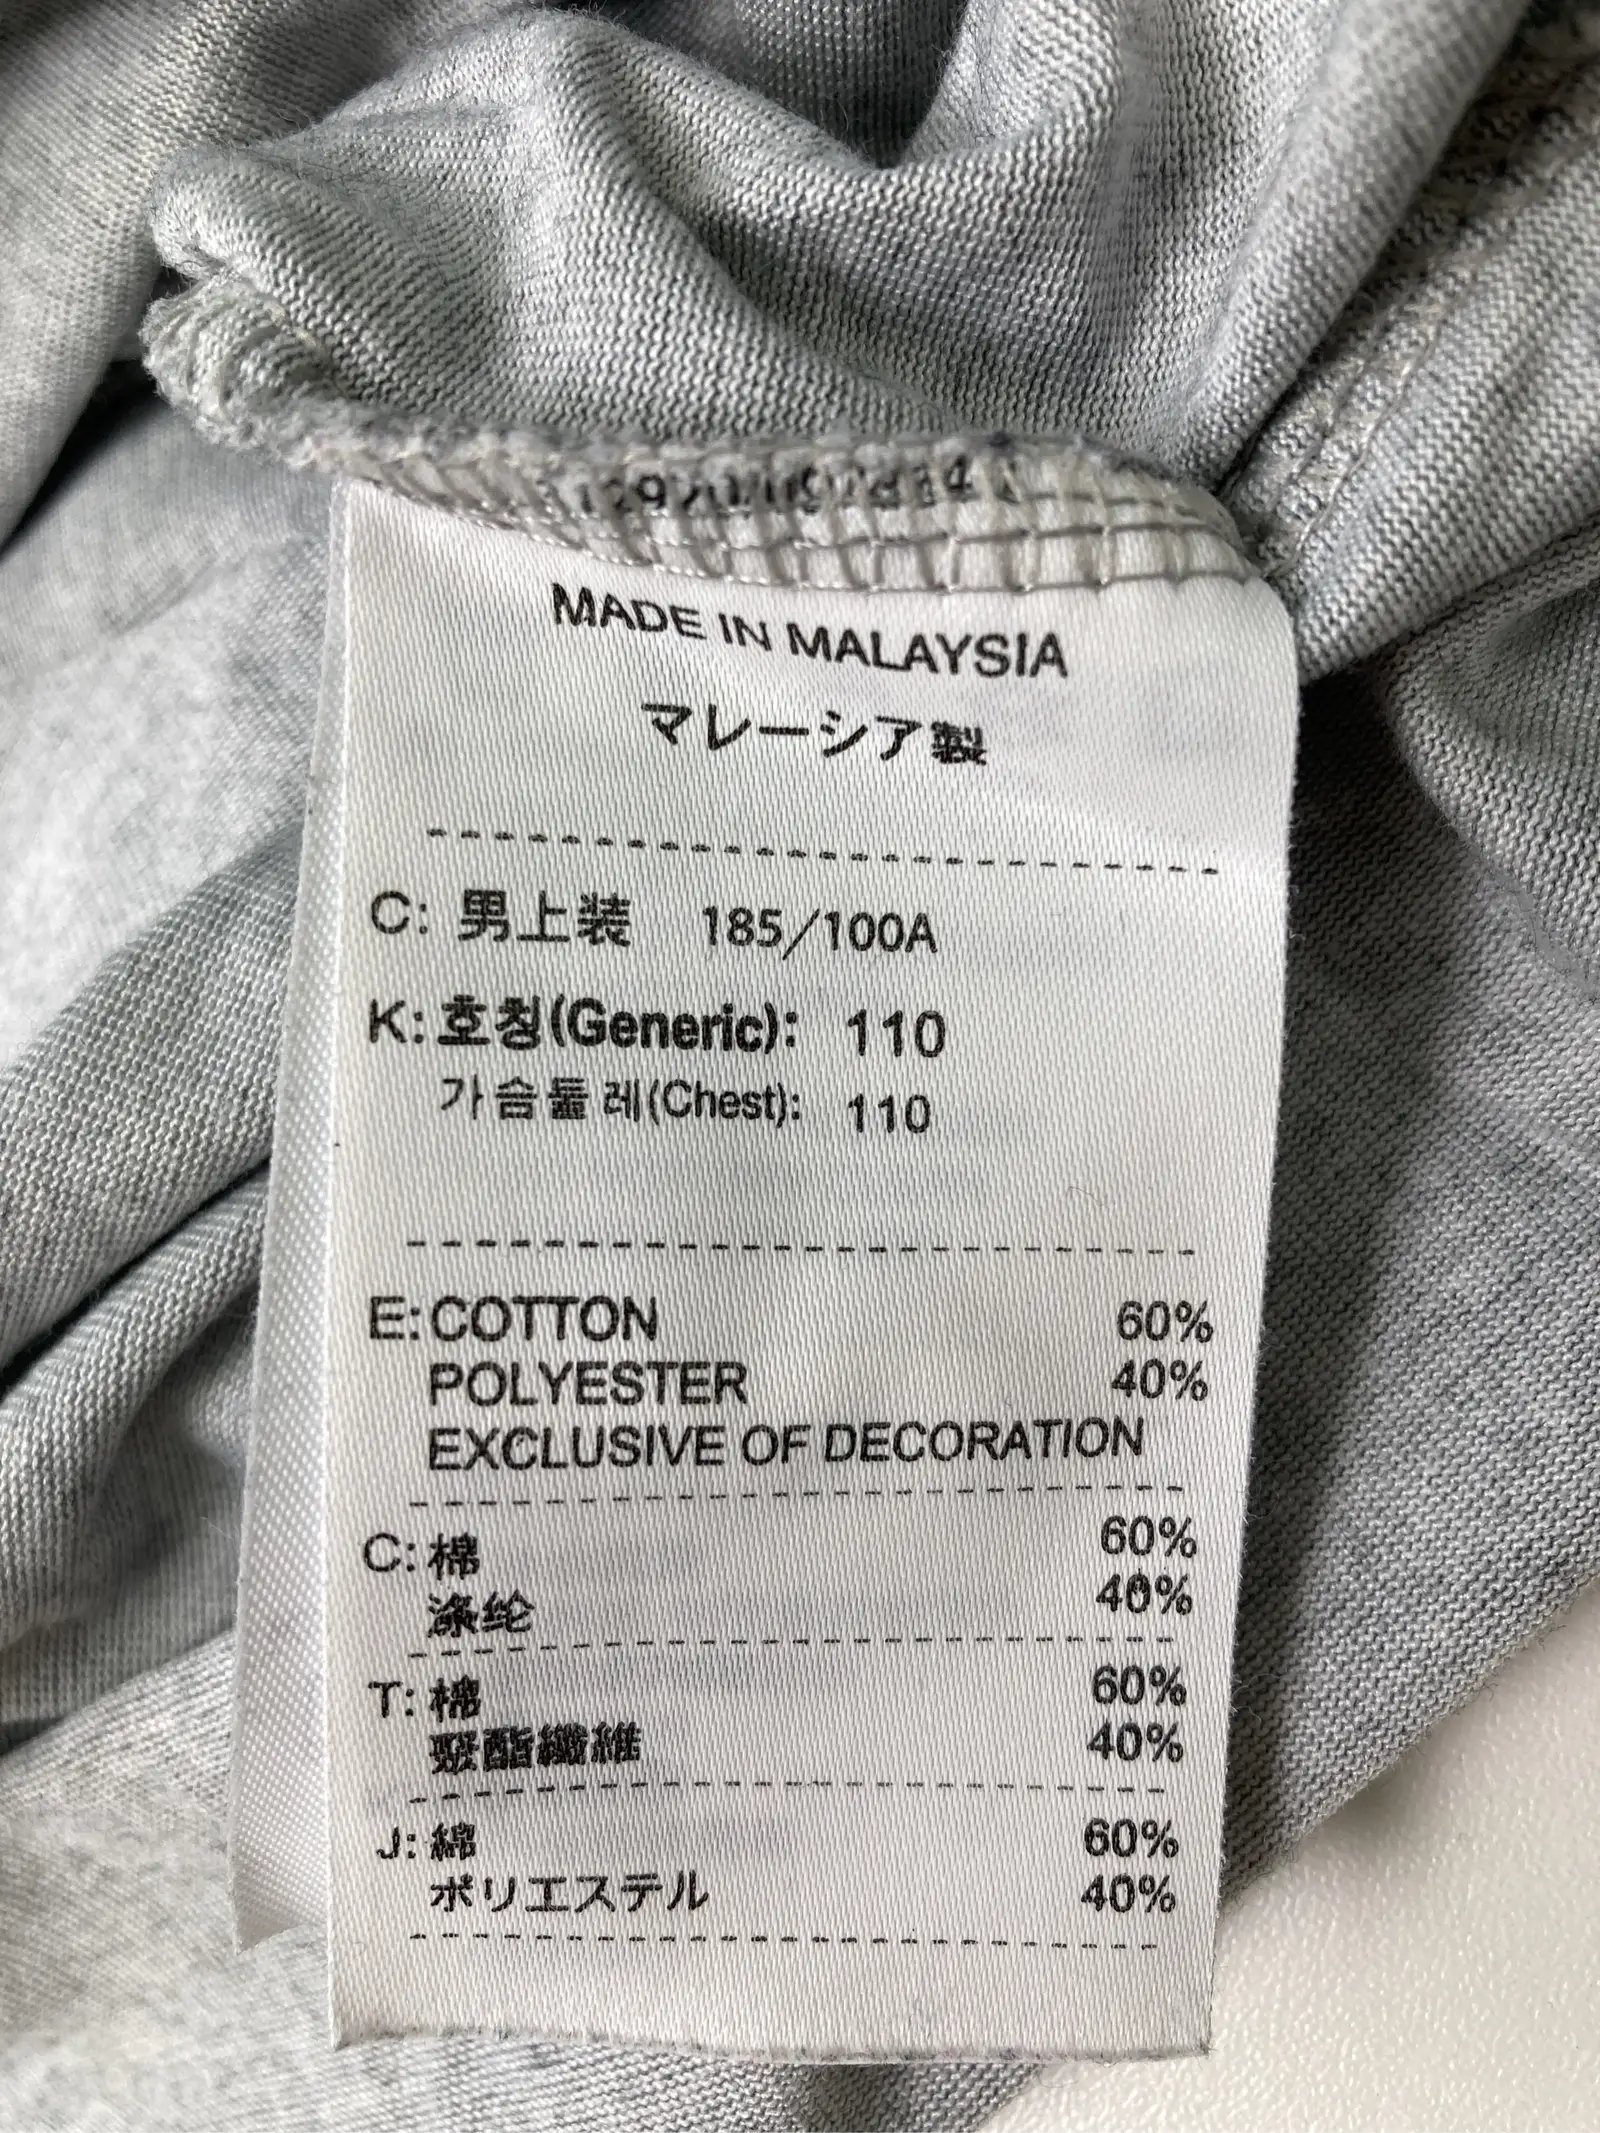 MADE IN MALAYSIA
マレーシア製
C: 男上装 185/100A
K: 호칭(Generic): 110
가슴둘레(Chest): 110
E: COTTON 60%
POLYESTER 40%
EXCLUSIVE OF DECORATION
C: 棉 60%
涤纶 40%
T: 棉 60%
聚酯纖維 40%
J: 綿 60%
ポリエステル 40%